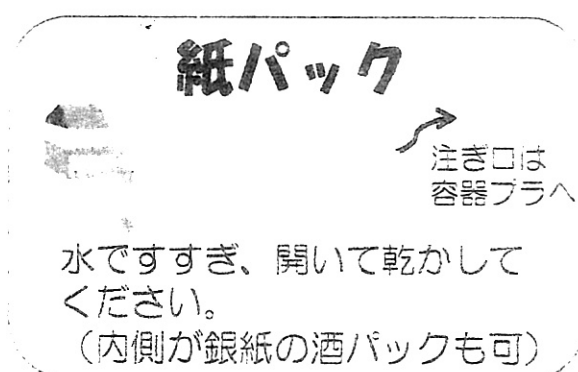 紙パック
注ぎ口は
容器プラへ
水ですすぎ、開いて乾かして
ください。
（内側が銀紙の酒パックも可）